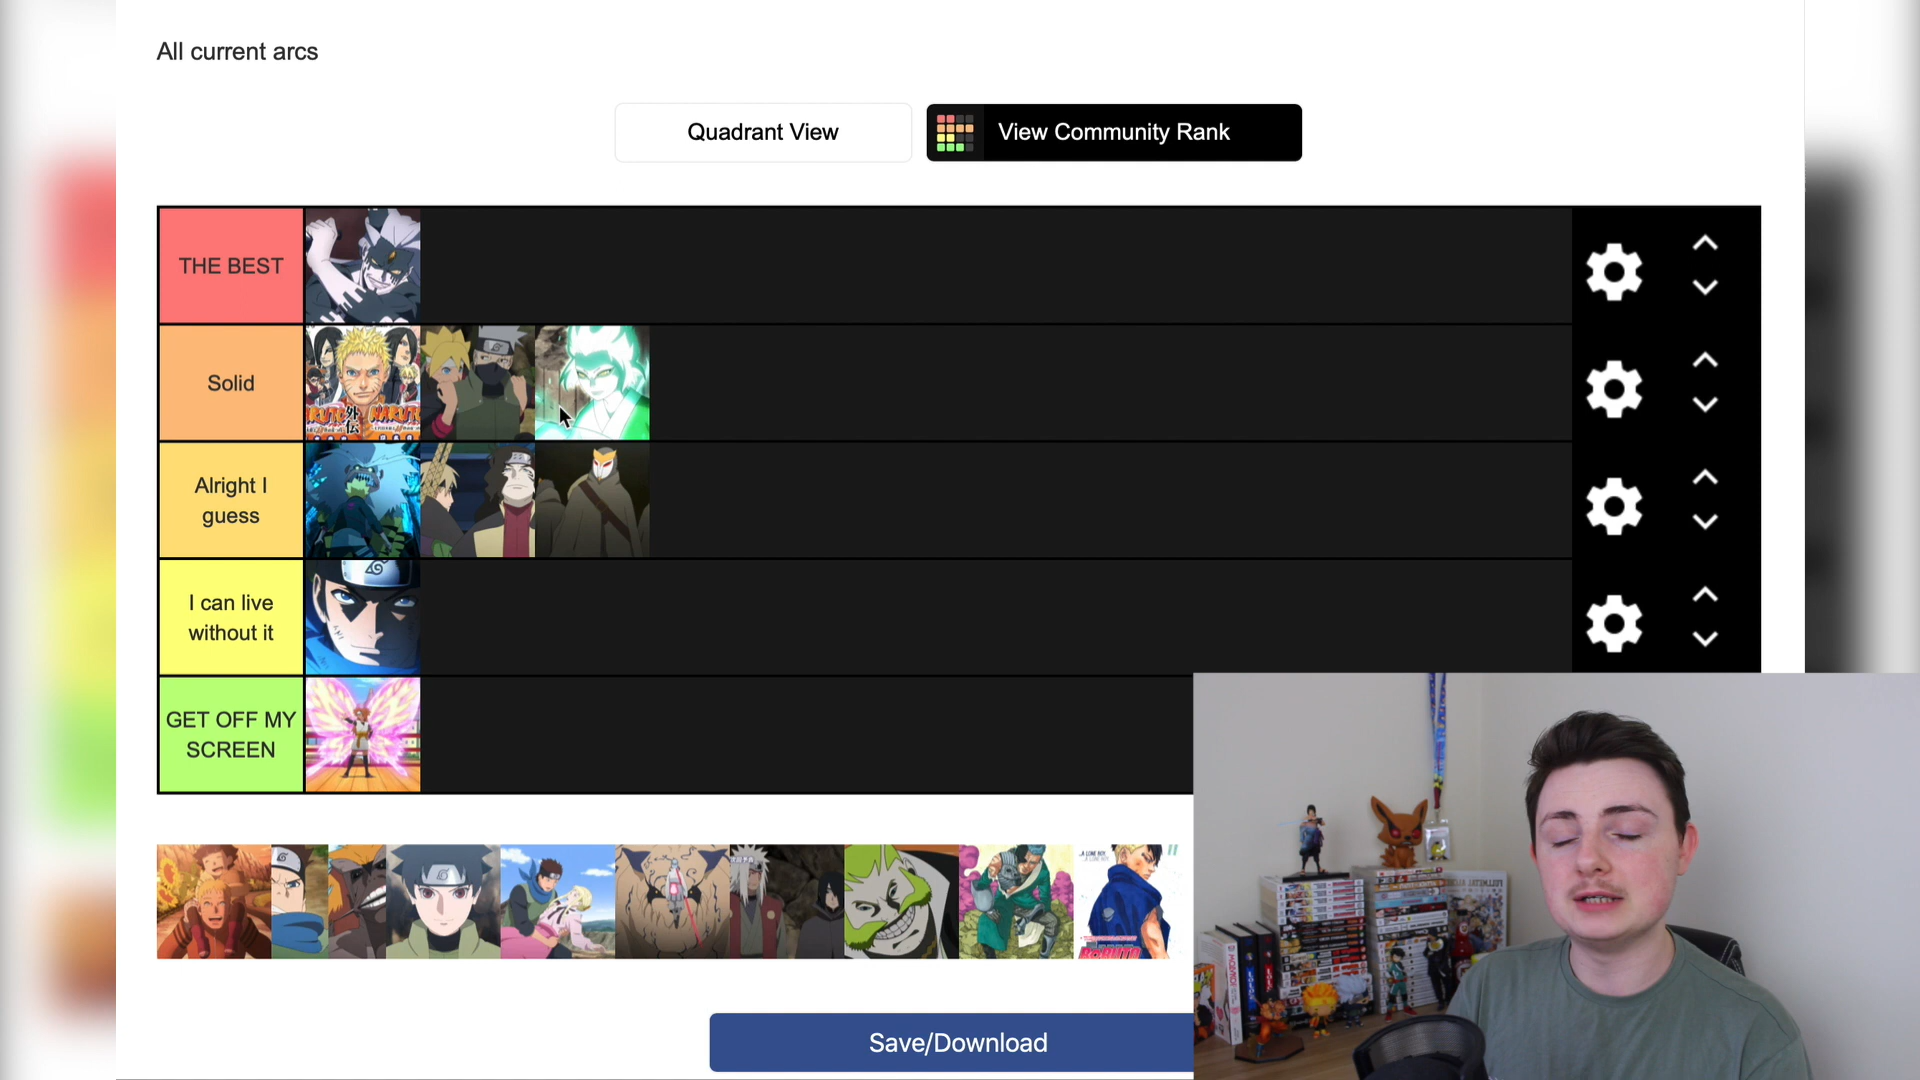 All current arcs
Quadrant View
View Community Rank
THE BEST
Solid
Alright I
guess
I can live
without it
GET OFF MY
SCREEN
Save/Download